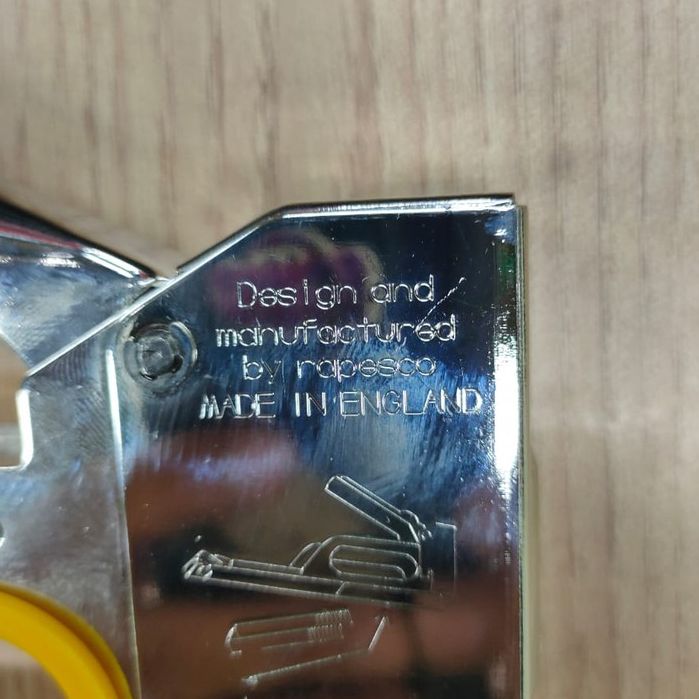 Design and
manufactured
by rapesco
MADE IN ENGLAND